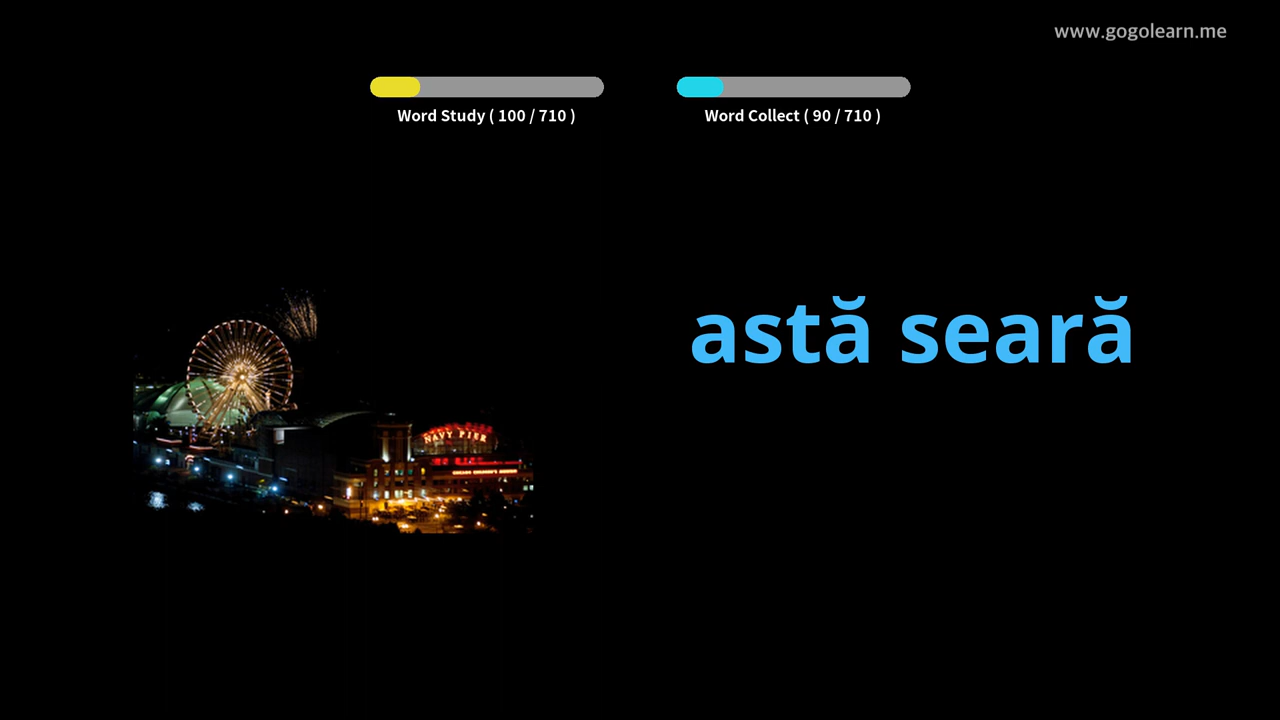 www.gogolearn.me
Word Study ( 100 / 710 )
Word Collect ( 90 / 710 )
astă seară
NAVY PIER